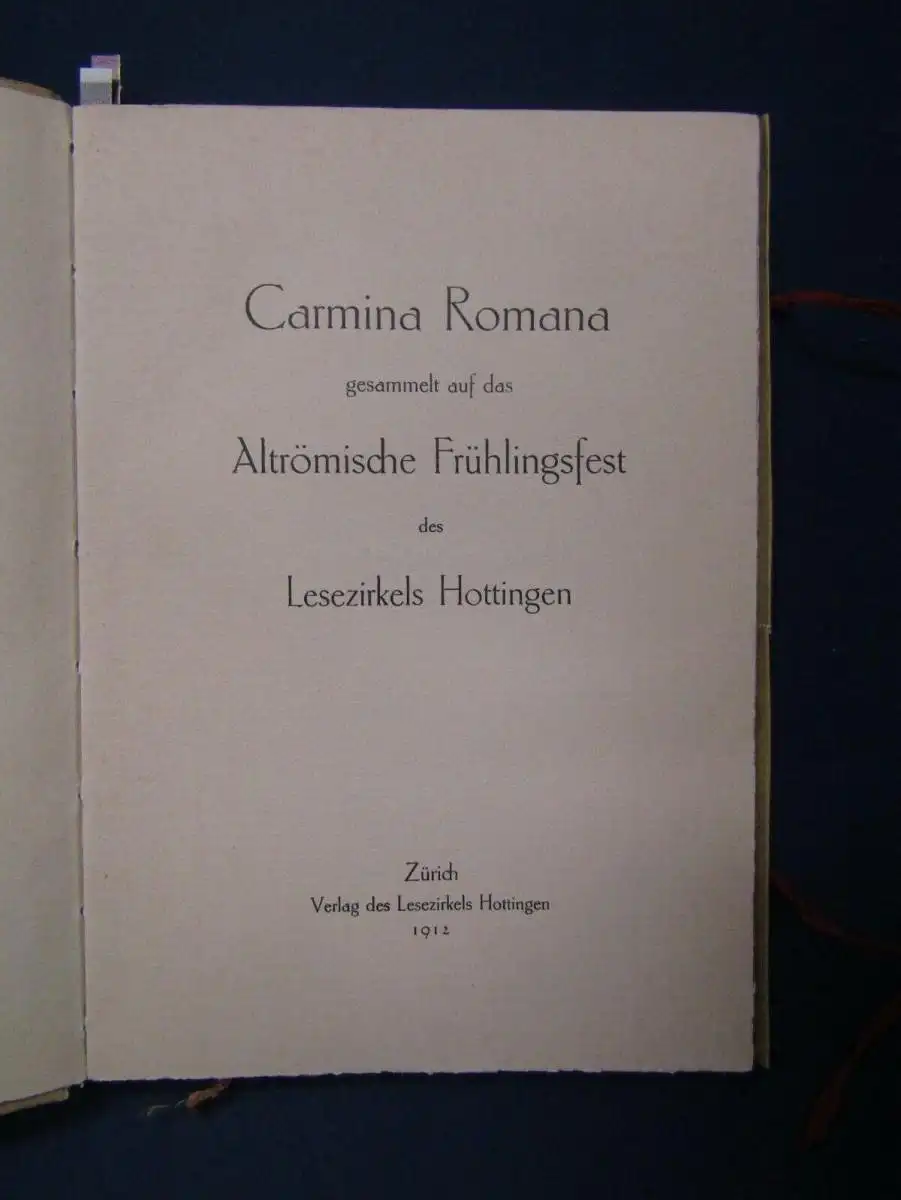 Carmina Romana
gesammelt auf das
Altrömische Frühlingsfest
des
Lesezirkels Hottingen
Zürich
Verlag des Lesezirkels Hottingen
1912